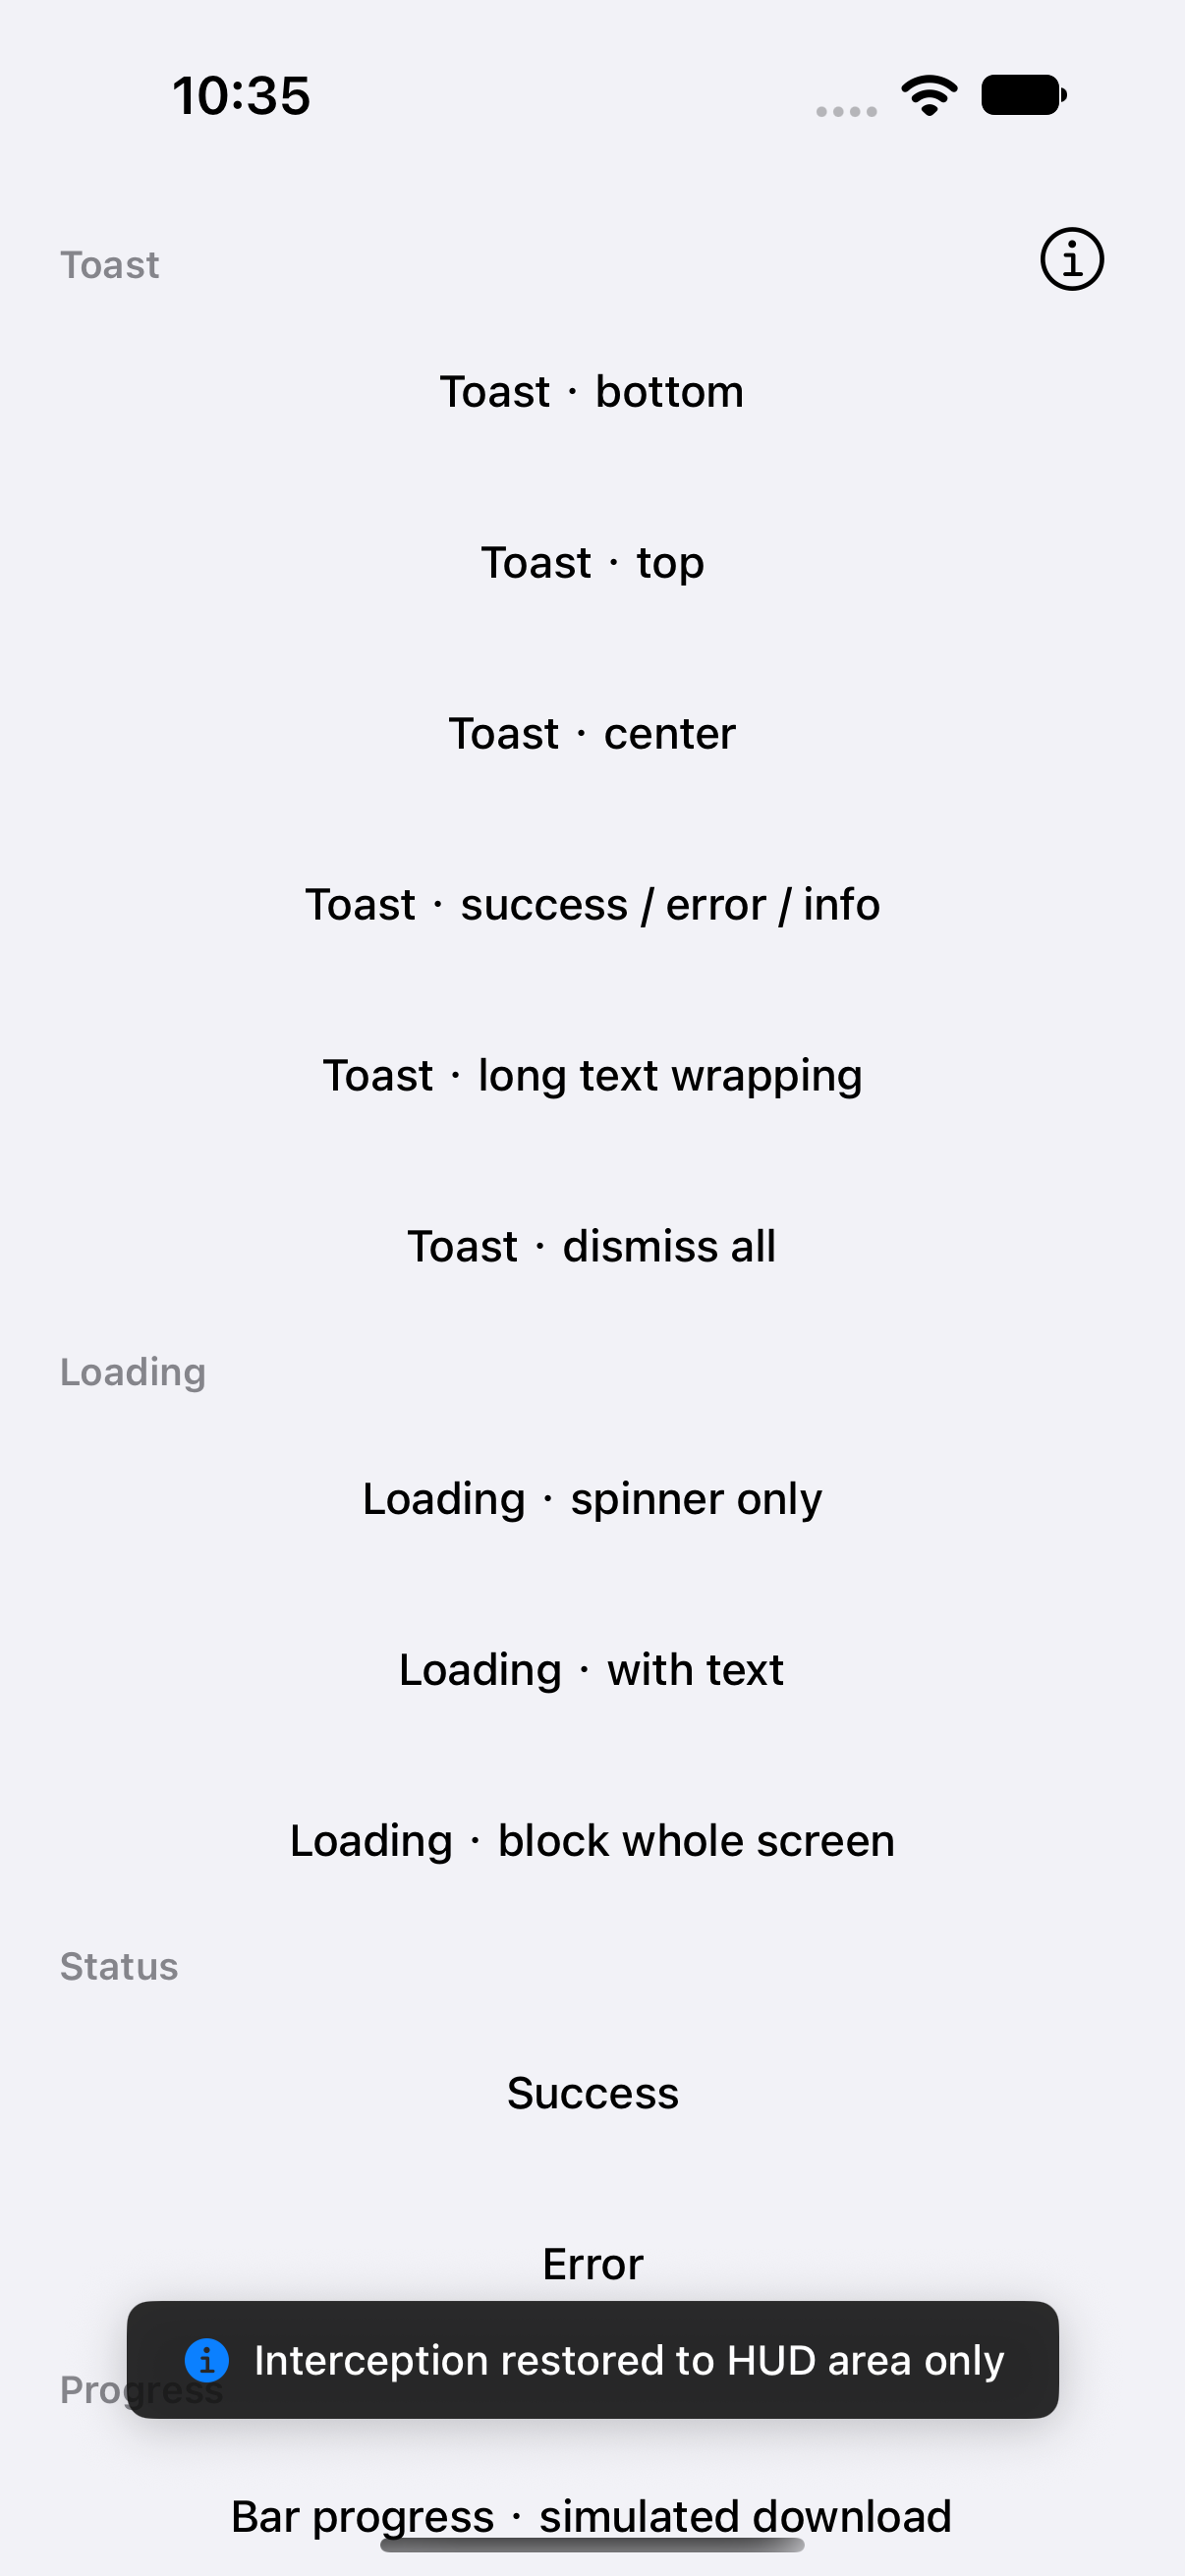 10:35
Toast
Toast · bottom
Toast · top
Toast · center
Toast · success / error / info
Toast · long text wrapping
Toast · dismiss all
Loading
Loading · spinner only
Loading · with text
Loading · block whole screen
Status
Success
Error
Interception restored to HUD area only
Progress
Bar progress · simulated download